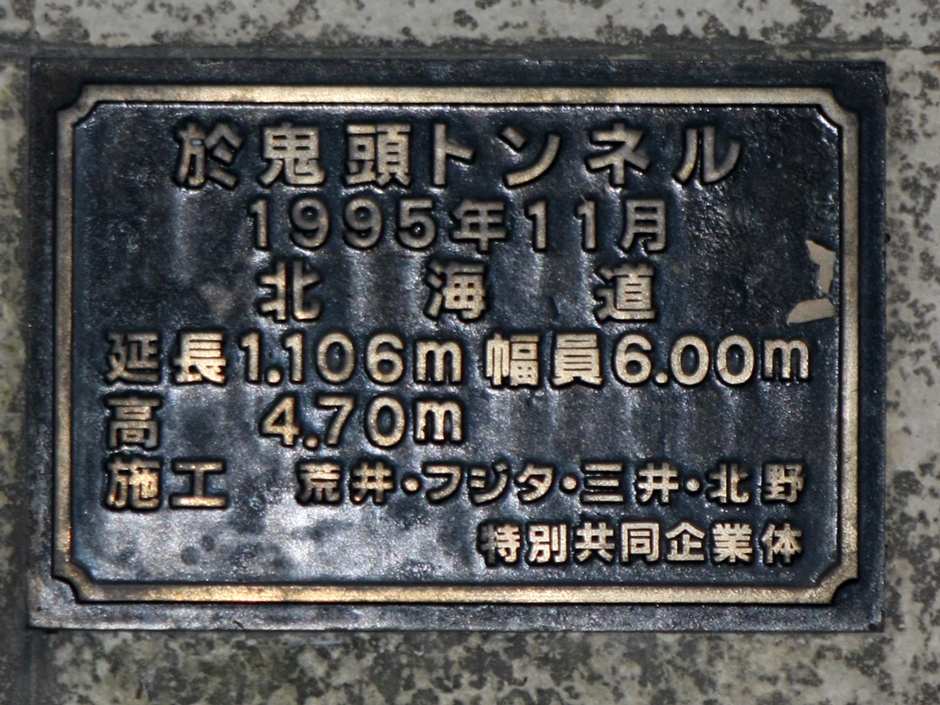 於鬼頭トンネル
1995年11月
北海道
延長1.106m 幅員6.00m
高 4.70m
施工 荒井・フジタ・三井・北野
特別共同企業体